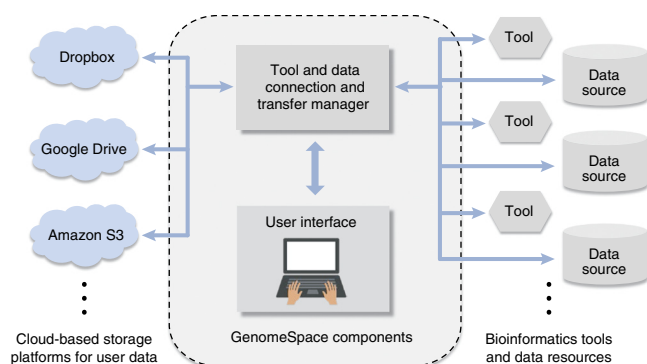 Dropbox
Google Drive
Amazon S3
Cloud-based storage
platforms for user data
Tool and data
connection and
transfer manager
User interface
GenomeSpace components
Tool
Data
source
Tool
Data
source
Tool
Data
source
Bioinformatics tools
and data resources